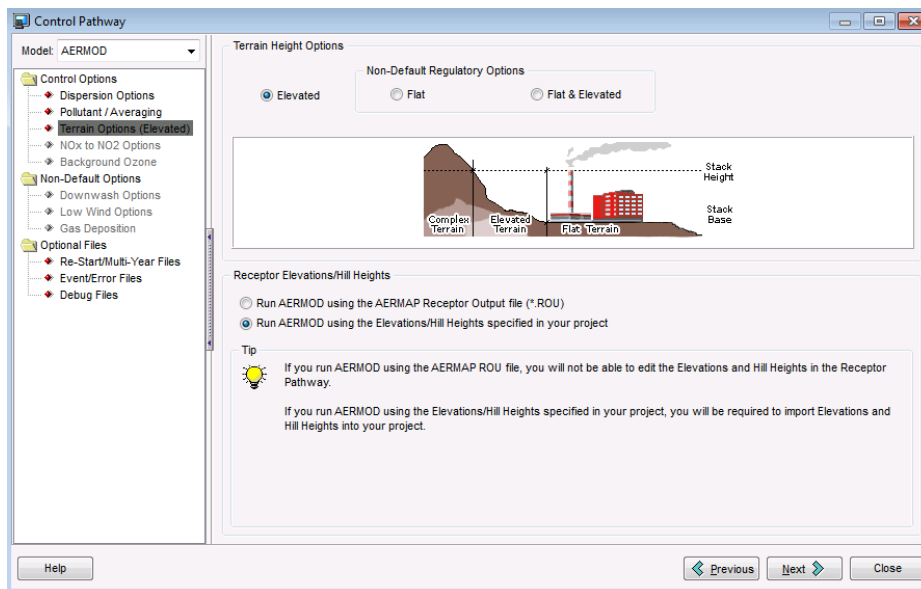 Control Pathway
Model: AERMOD
Control Options
Dispersion Options
Pollutant / Averaging
Terrain Options (Elevated)
NOx to NO2 Options
Background Ozone
Non-Default Options
Downwash Options
Low Wind Options
Gas Deposition
Optional Files
Re-Start/Multi-Year Files
Event/Error Files
Debug Files
Terrain Height Options
Non-Default Regulatory Options
Elevated
Flat
Flat & Elevated
Stack
Height
Stack
Base
Complex
Terrain
Elevated
Terrain
Flat Terrain
Receptor Elevations/Hill Heights
Run AERMOD using the AERMAP Receptor Output file (*.ROU)
Run AERMOD using the Elevations/Hill Heights specified in your project
Tip
If you run AERMOD using the AERMAP ROU file, you will not be able to edit the Elevations and Hill Heights in the Receptor
Pathway.
If you run AERMOD using the Elevations/Hill Heights specified in your project, you will be required to import Elevations and
Hill Heights into your project.
Help
Previous
Next
Close